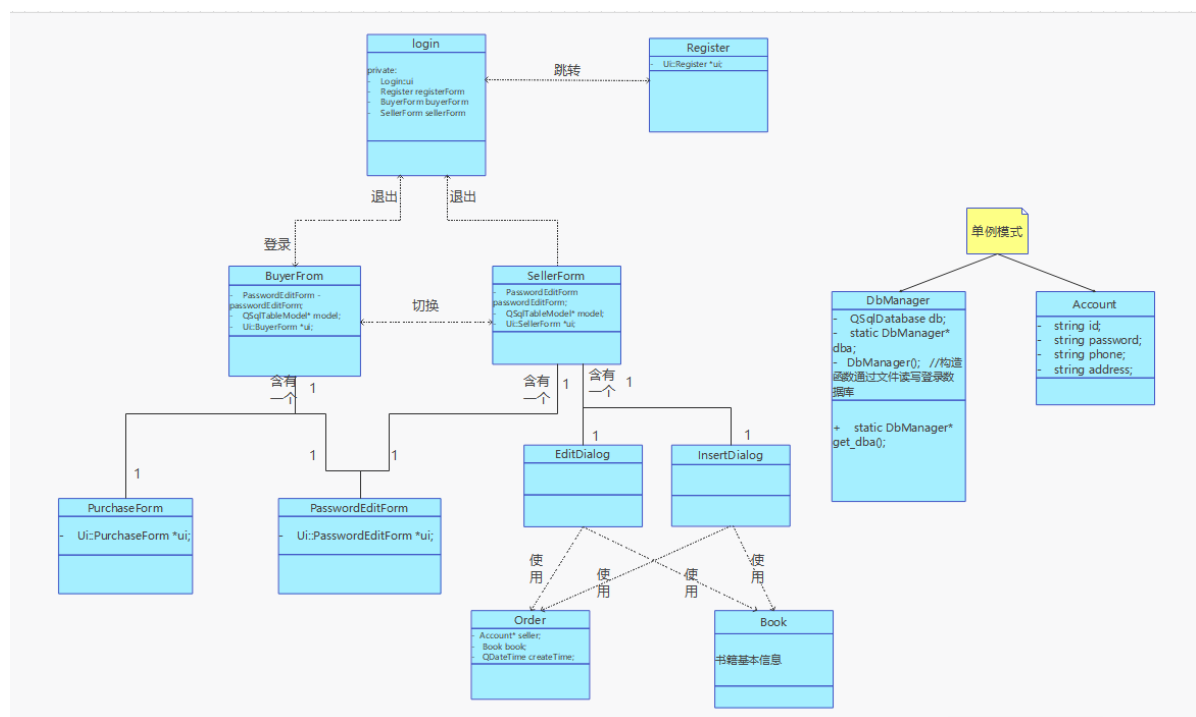 login
private:
- Login:ui
- Register registerForm
- BuyerForm buyerForm
- SellerForm sellerForm
Register
- Ui::Register *ui;
跳转
退出
退出
登录
BuyerFrom
- PasswordEditForm -
passwordEditForm;
- QSqlTableModel* model;
- Ui::BuyerForm *ui;
切换
SellerForm
- PasswordEditForm
passwordEditForm;
- QSqlTableModel* model;
- Ui::SellerForm *ui;
单例模式
DbManager
- QSqlDatabase db;
- static DbManager*
dba;
- DbManager(); //构造
函数通过文件读写登录数
据库
+ static DbManager*
get_dba();
Account
- string id;
- string password;
- string phone;
- string address;
含有
一个
1
含有
一个
1
含有
一个
1
1
1
1
1
1
PurchaseForm
- Ui::PurchaseForm *ui;
PasswordEditForm
- Ui::PasswordEditForm *ui;
EditDialog
InsertDialog
使
用
使
用
使
用
使
用
Order
- Account* seller;
- Book book;
- QDateTime createTime;
Book
书籍基本信息